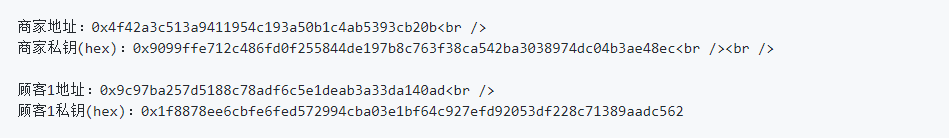 商家地址：0x4f42a3c513a9411954c193a50b1c4ab5393cb20b<br />
商家私钥(hex)：0x9099ffe712c486fd0f255844de197b8c763f38ca542ba3038974dc04b3ae48ec<br /><br />
顾客1地址：0x9c97ba257d5188c78adf6c5e1deab3a33da140ad<br />
顾客1私钥(hex)：0x1f8878ee6cbfe6fed572994cba03e1bf64c927efd92053df228c71389aadc562